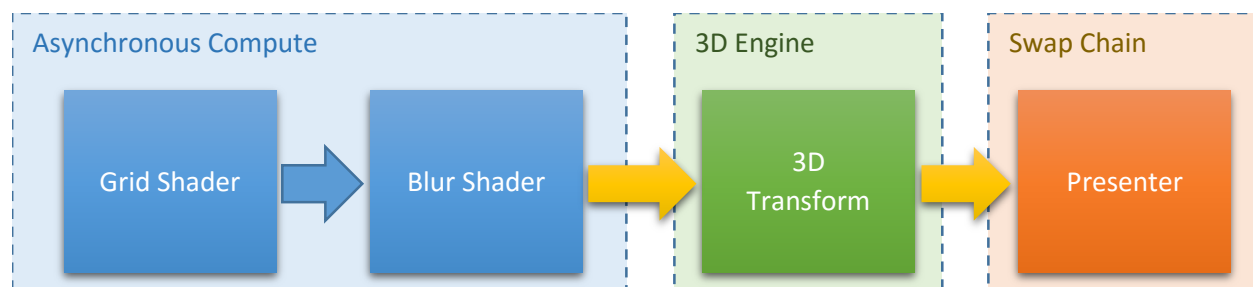 Asynchronous Compute
3D Engine
Swap Chain
Grid Shader
Blur Shader
3D
Transform
Presenter